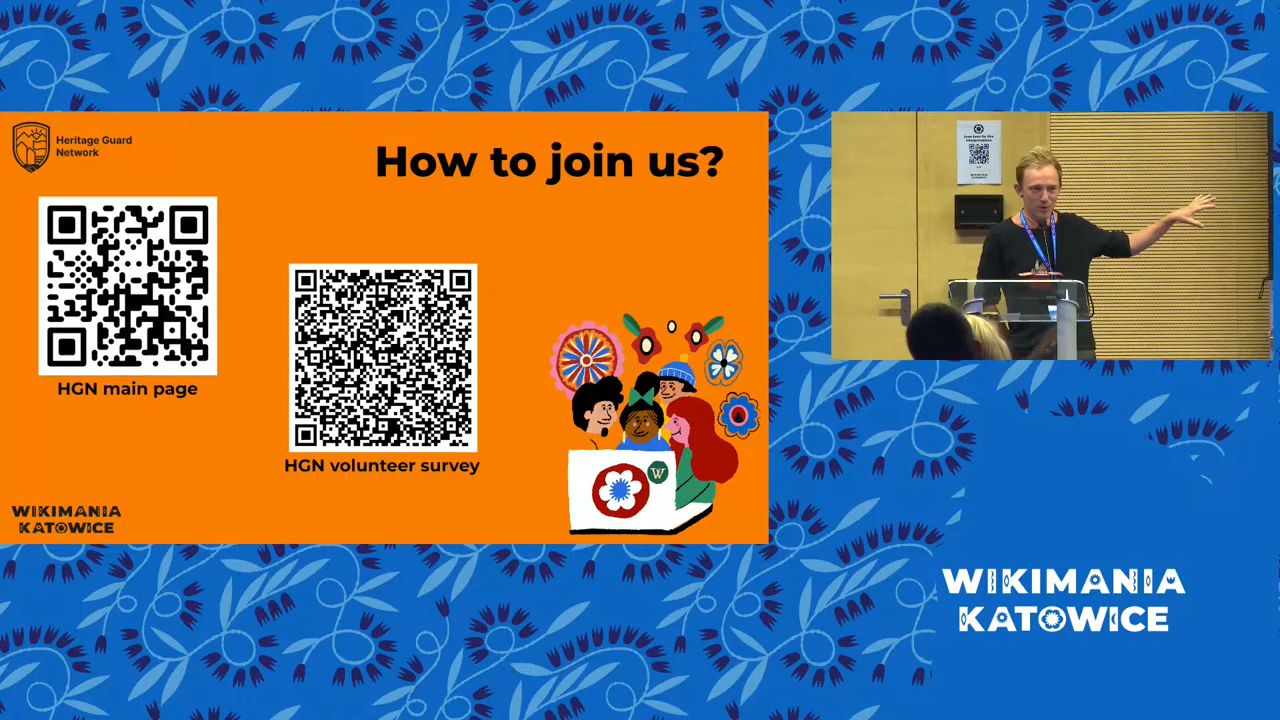 Heritage Guard
Network
How to join us?
HGN main page
HGN volunteer survey
W
WIKIMANIA
KATOWICE
WIKIMANIA
KATOWICE